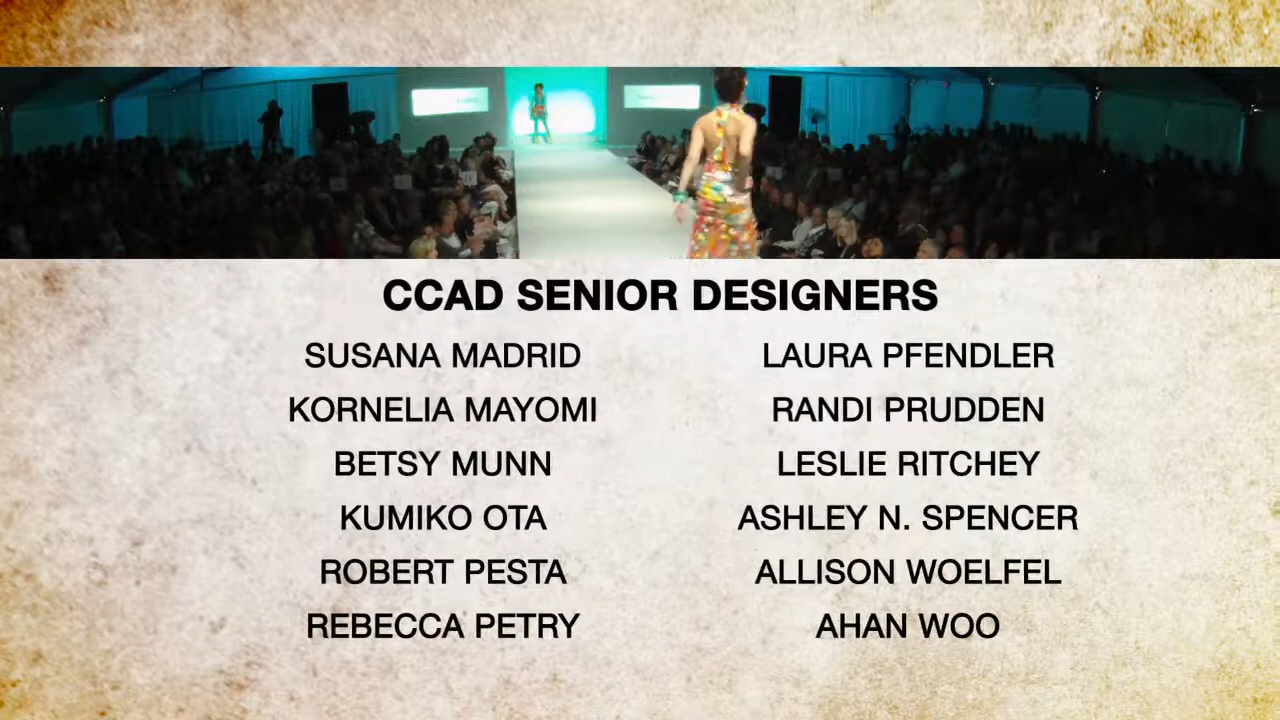 CCAD SENIOR DESIGNERS
SUSANA MADRID
KORNELIA MAYOMI
BETSY MUNN
KUMIKO OTA
ROBERT PESTA
REBECCA PETRY
LAURA PFENDLER
RANDI PRUDDEN
LESLIE RITCHEY
ASHLEY N. SPENCER
ALLISON WOELFEL
AHAN WOO